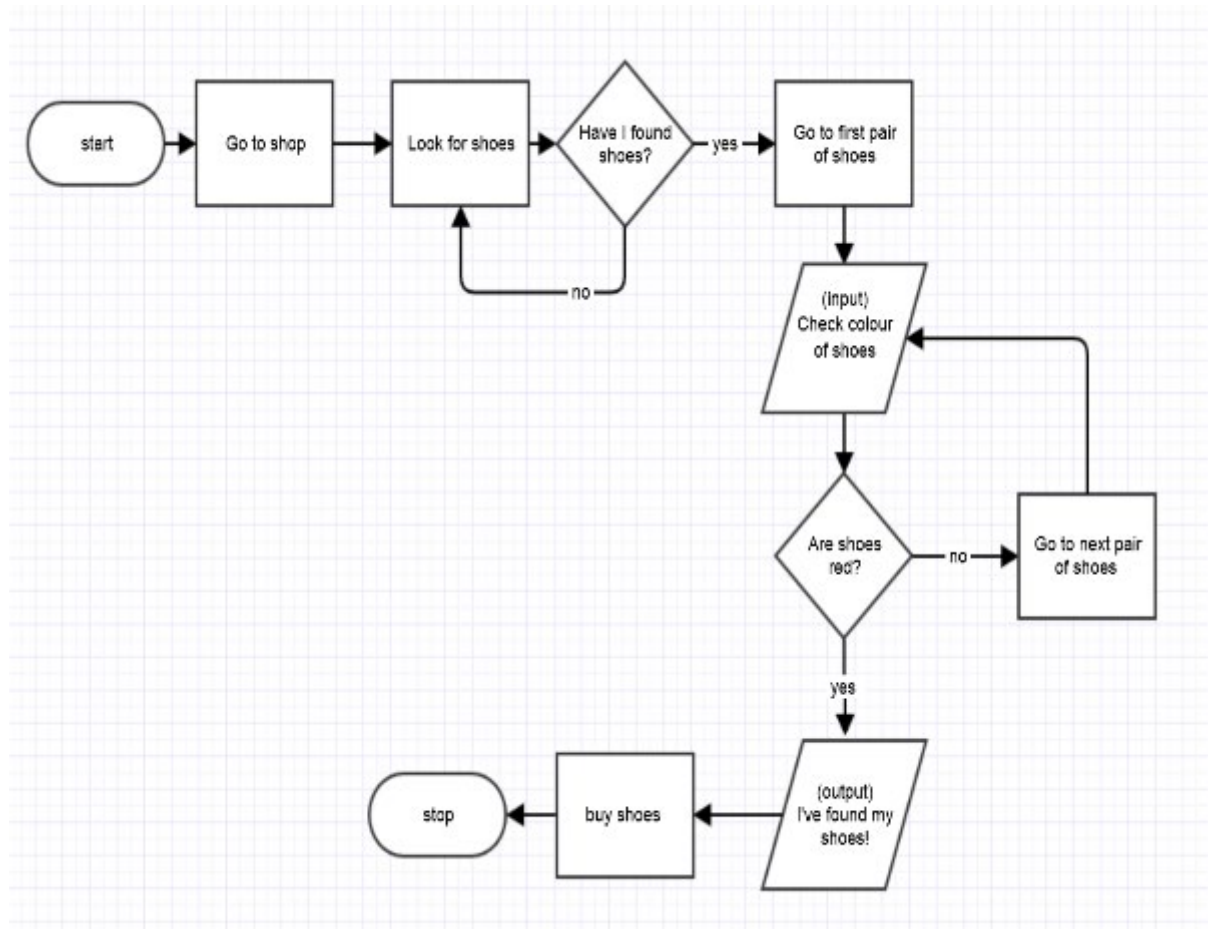 start
Go to shop
Look for shoes
Have I found
shoes?
yes
no
Go to first pair
of shoes
(input)
Check colour
of shoes
Are shoes
red?
no
Go to next pair
of shoes
yes
(output)
I've found my
shoes!
buy shoes
stop